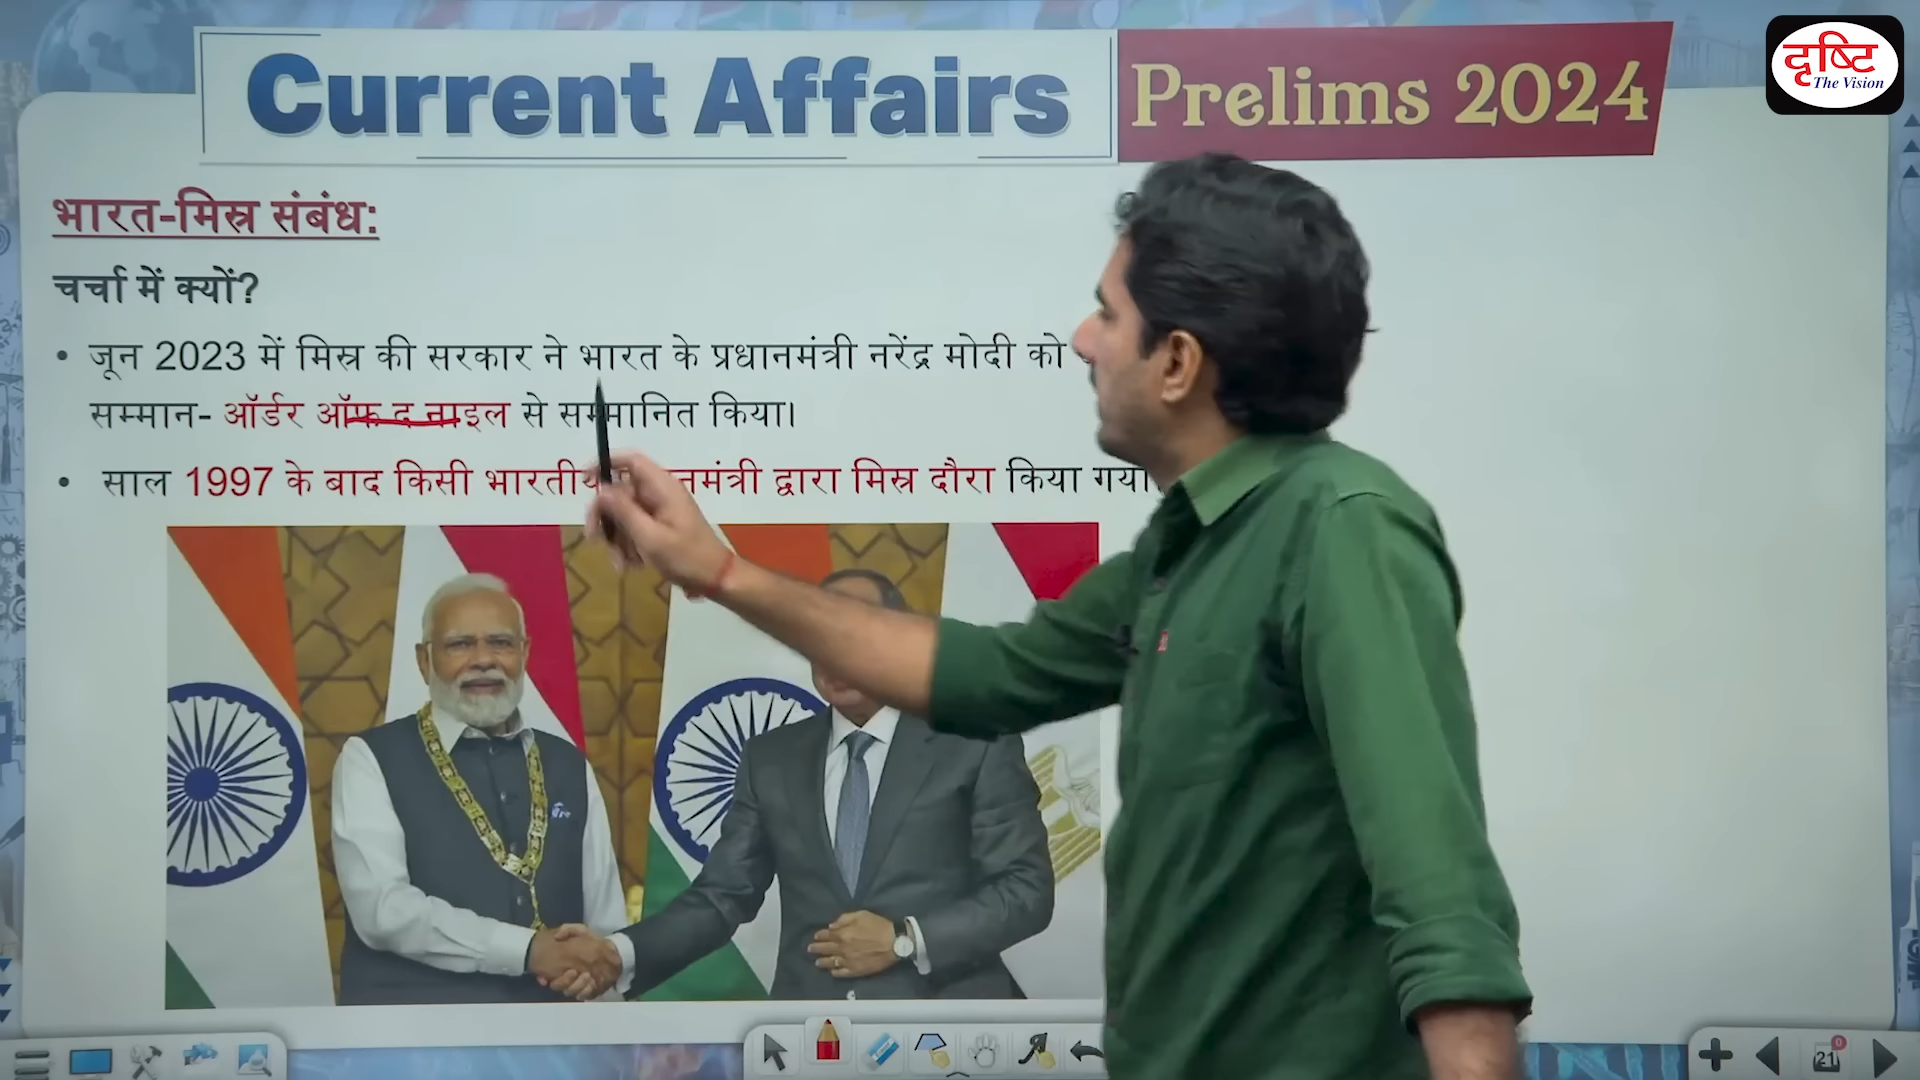 Current Affairs Prelims 2024
दृष्टि
The Vision
भारत-मिस्र संबंध:
चर्चा में क्यों?
• जून 2023 में मिस्र की सरकार ने भारत के प्रधानमंत्री नरेंद्र मोदी को
सम्मान- ऑर्डर ऑफ द नाइल से सम्मानित किया।
• साल 1997 के बाद किसी भारतीय द्वारा मिस्र दौरा किया गया
21
0